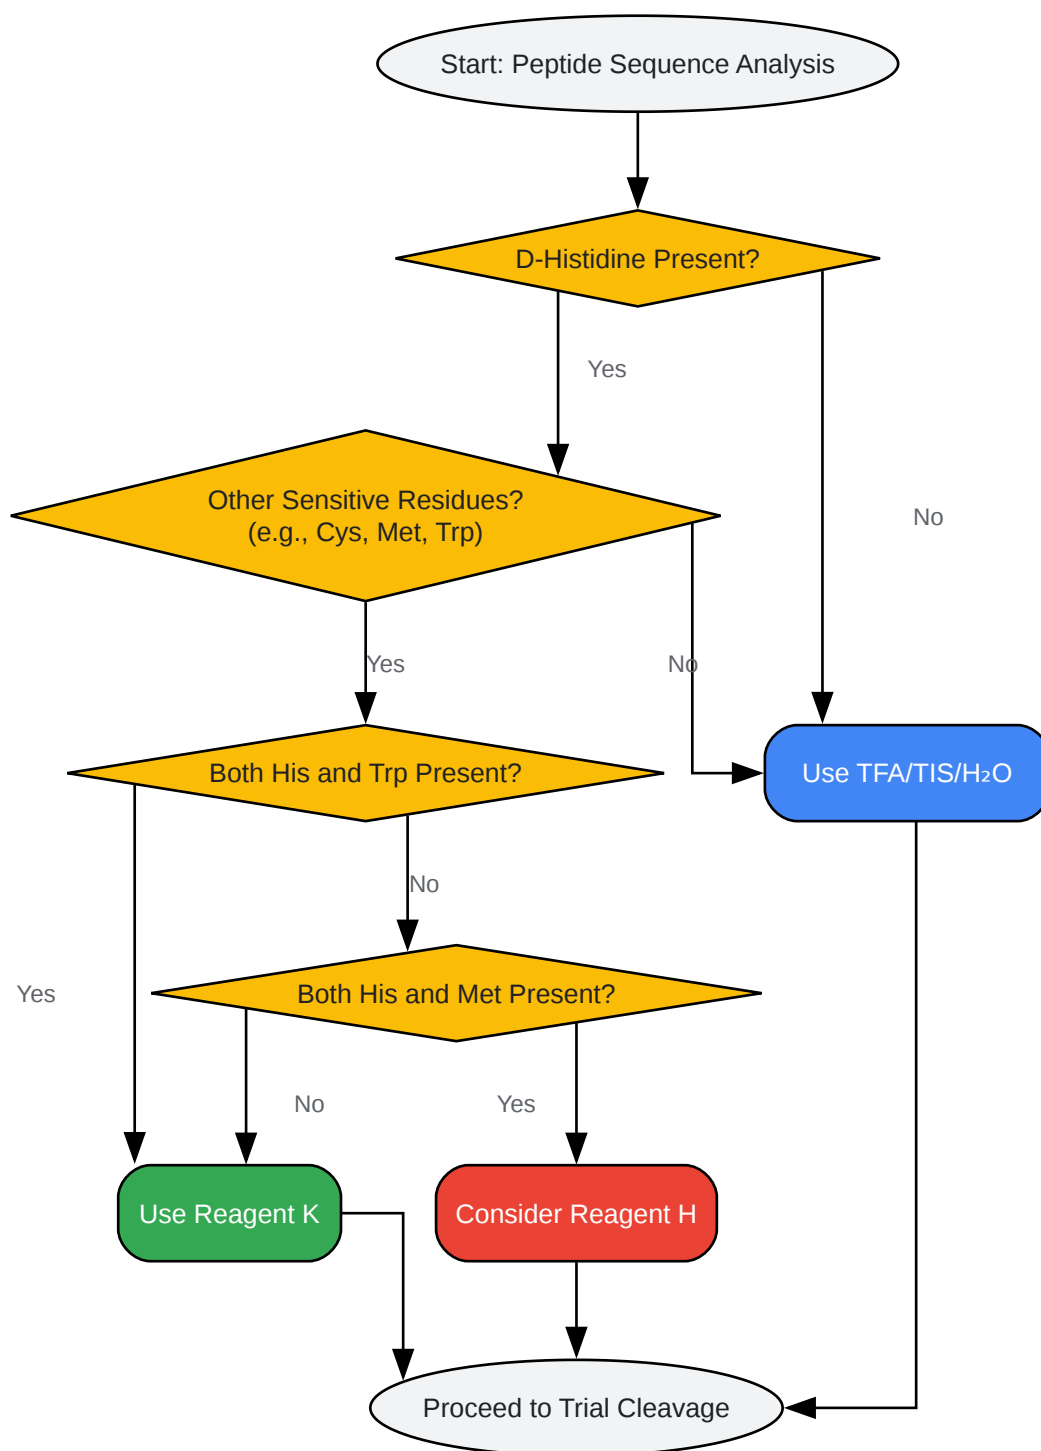 Start: Peptide Sequence Analysis
D-Histidine Present?
Yes
Other Sensitive Residues?
(e.g., Cys, Met, Trp)
No
Yes
No
Both His and Trp Present?
Use TFA/TIS/H₂O
No
Yes
Both His and Met Present?
No
Yes
Use Reagent K
Consider Reagent H
Proceed to Trial Cleavage